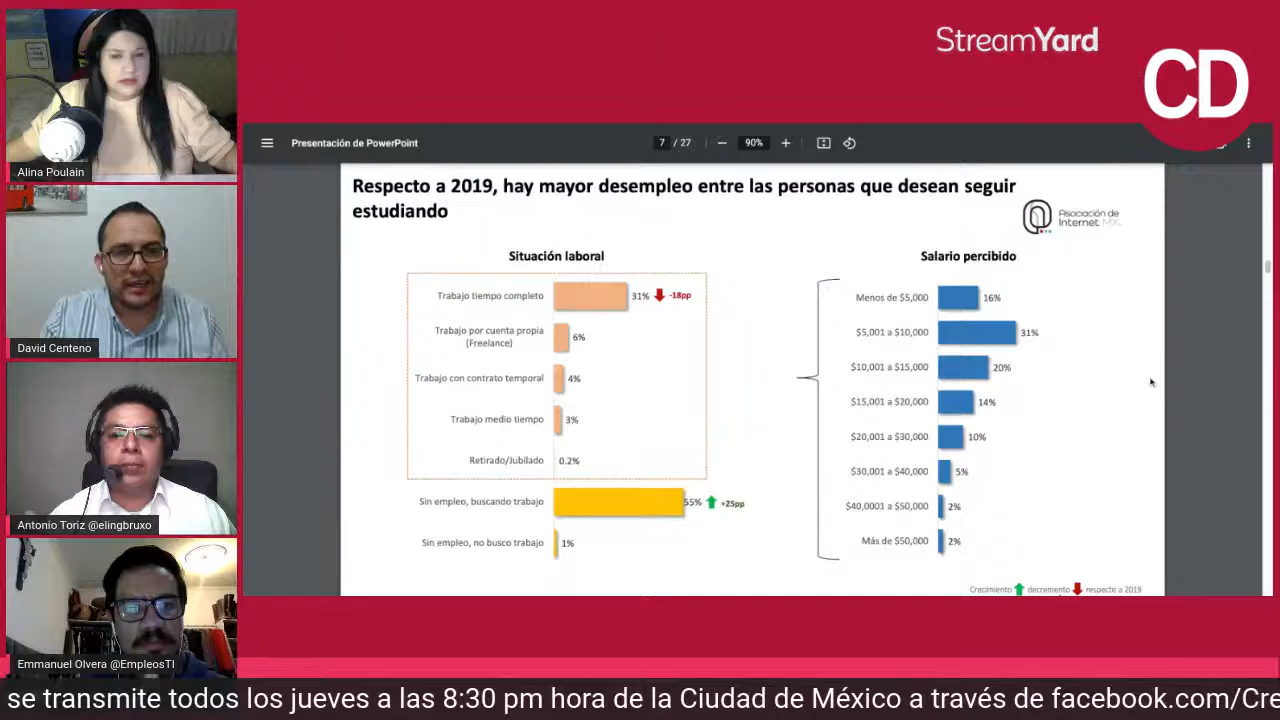 StreamYard
CD
Alina Poulain
David Centeno
Antonio Toriz @elingbruxo
Emmanuel Olvera @EmpleosTI
Presentación de PowerPoint
7 / 27
90%
Respecto a 2019, hay mayor desempleo entre las personas que desean seguir
estudiando
Asociación de
Internet MX
Situación laboral
Trabajo tiempo completo 31% -18pp
Trabajo por cuenta propia
(Freelance) 6%
Trabajo con contrato temporal 4%
Trabajo medio tiempo 3%
Retirado/Jubilado 0.2%
Sin empleo, buscando trabajo 55% +25pp
Sin empleo, no busco trabajo 1%
Salario percibido
Menos de $5,000 16%
$5,001 a $10,000 31%
$10,001 a $15,000 20%
$15,001 a $20,000 14%
$20,001 a $30,000 10%
$30,001 a $40,000 5%
$40,0001 a $50,000 2%
Más de $50,000 2%
Crecimiento decremento respecto a 2019
se transmite todos los jueves a las 8:30 pm hora de la Ciudad de México a través de facebook.com/Cre